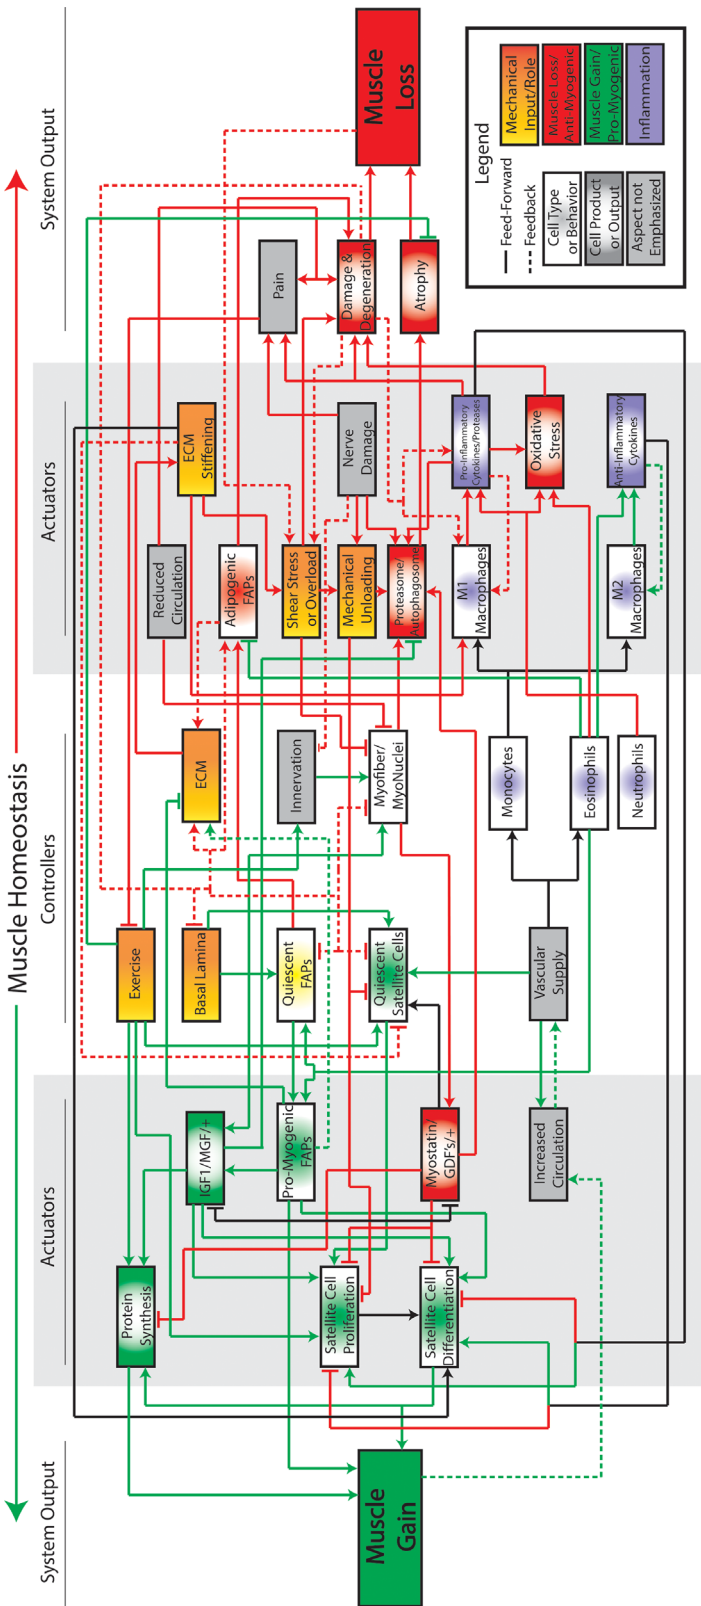 Muscle Homeostasis
System Output
Actuators
Controllers
Actuators
System Output
Muscle
Gain
Protein
Synthesis
Satellite Cell
Proliferation
Satellite Cell
Differentiation
IGF1/MGF/+
Pro-Myogenic
FAPs
Myostatin/
GDF's/+
Increased
Circulation
Exercise
Basal Lamina
Quiescent
FAPs
Quiescent
Satellite Cells
Vascular
Supply
ECM
Innervation
Myofiber/
MyoNuclei
Monocytes
Eosinophils
Neutrophils
Reduced
Circulation
Adipogenic
FAPs
Shear Stress
or Overload
Mechanical
Unloading
Proteasome/
Autophagosome
M1
Macrophages
M2
Macrophages
ECM
Stiffening
Nerve
Damage
Pro-Inflammatory
Cytokines/Proteases
Oxidative
Stress
Anti-Inflammatory
Cytokines
Pain
Damage &
Degeneration
Atrophy
Muscle
Loss
Legend
Feed-Forward
Feedback
Cell Type
or Behavior
Cell Product
or Output
Aspect not
Emphasized
Mechanical
Input/Role
Muscle Loss/
Anti-Myogenic
Muscle Gain/
Pro-Myogenic
Inflammation